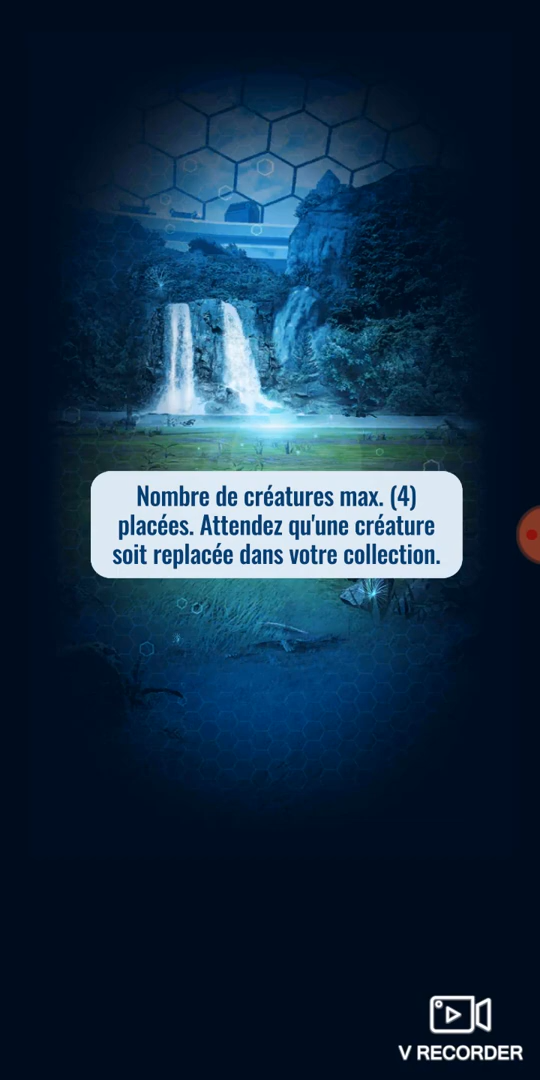 Nombre de créatures max. (4)
placées. Attendez qu'une créature
soit replacée dans votre collection.
V RECORDER